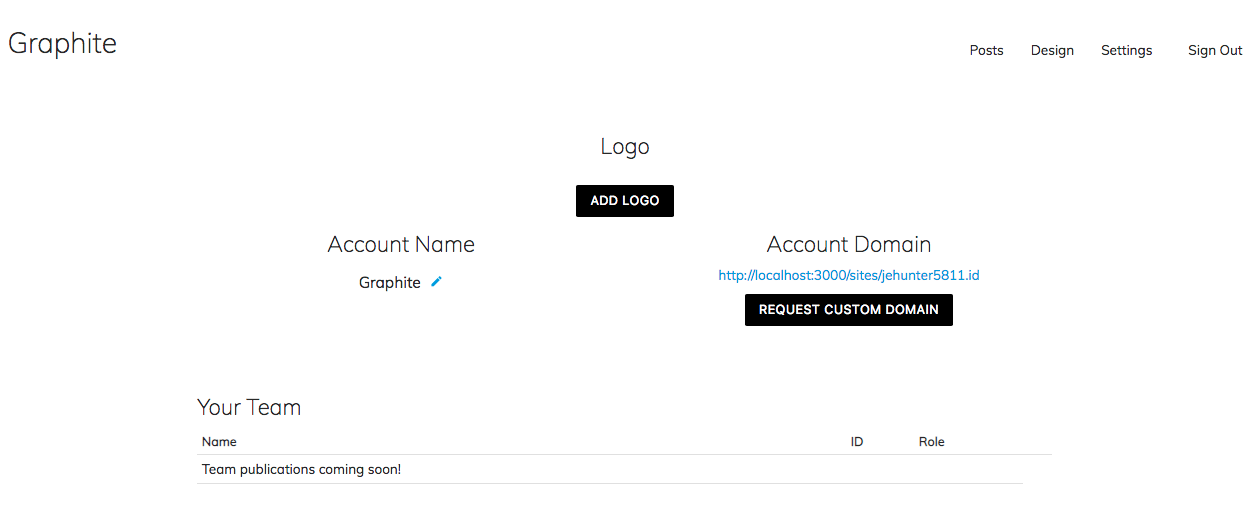 Graphite
Posts Design Settings Sign Out
Logo
ADD LOGO
Account Name
Graphite
Account Domain
http://localhost:3000/sites/jehunter5811.id
REQUEST CUSTOM DOMAIN
Your Team
Name ID Role
Team publications coming soon!